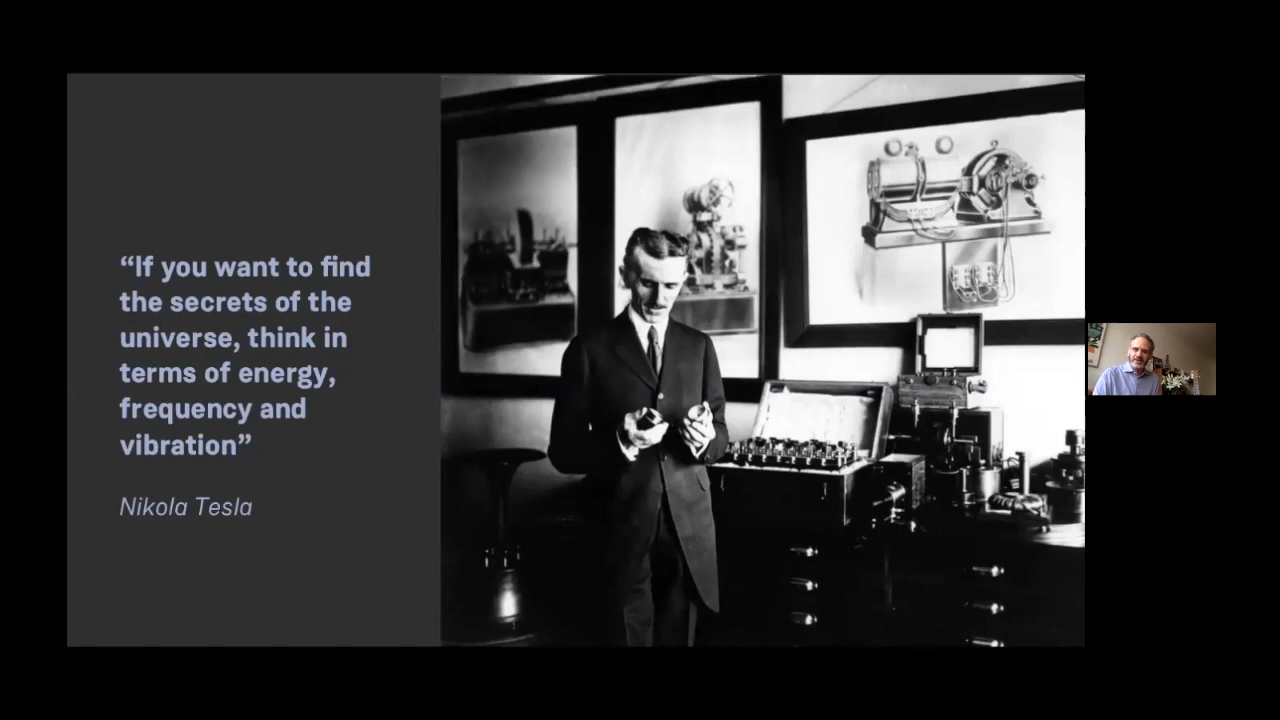 “If you want to find
the secrets of the
universe, think in
terms of energy,
frequency and
vibration”
Nikola Tesla